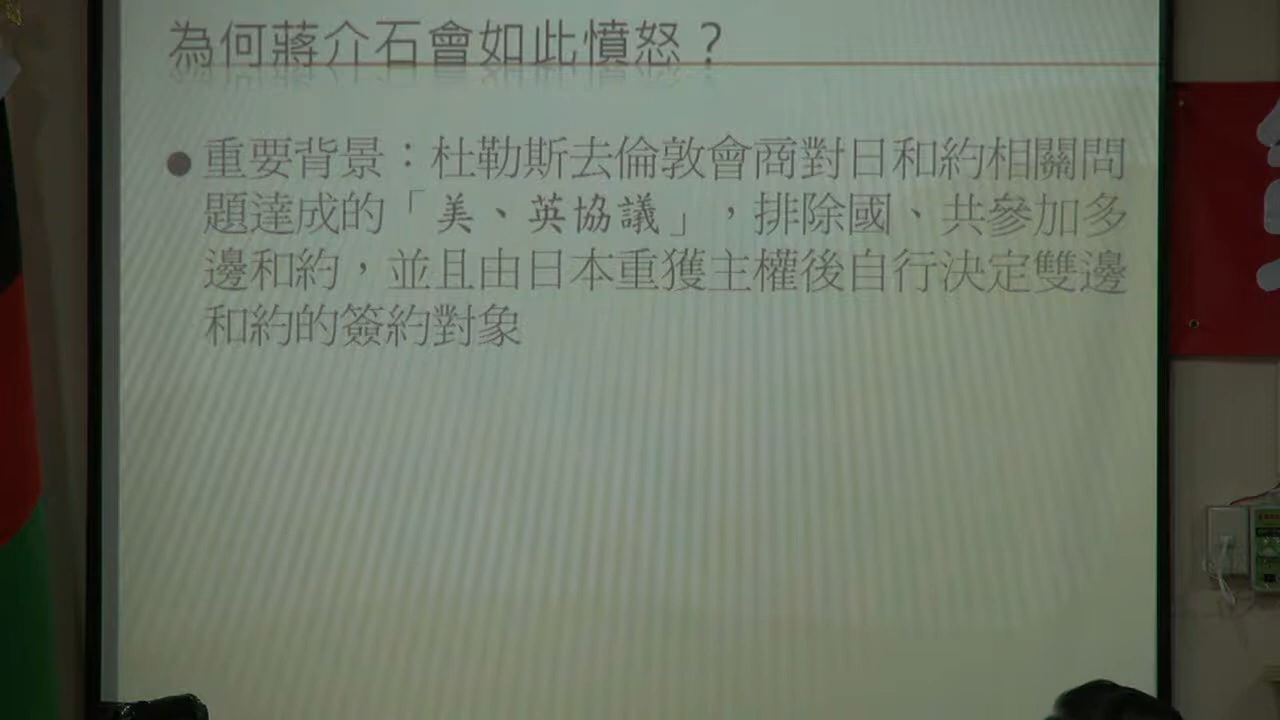 為何蔣介石會如此憤怒？
●重要背景：杜勒斯去倫敦會商對日和約相關問
題達成的「美、英協議」，排除國、共參加多
邊和約，並且由日本重獲主權後自行決定雙邊
和約的簽約對象